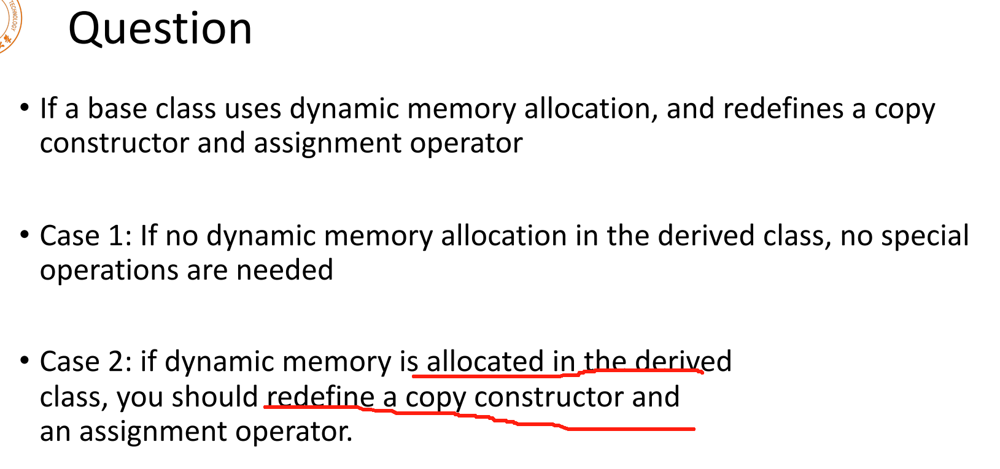 TECHNOLOGY
Question
• If a base class uses dynamic memory allocation, and redefines a copy
constructor and assignment operator
• Case 1: If no dynamic memory allocation in the derived class, no special
operations are needed
• Case 2: if dynamic memory is allocated in the derived
class, you should redefine a copy constructor and
an assignment operator.